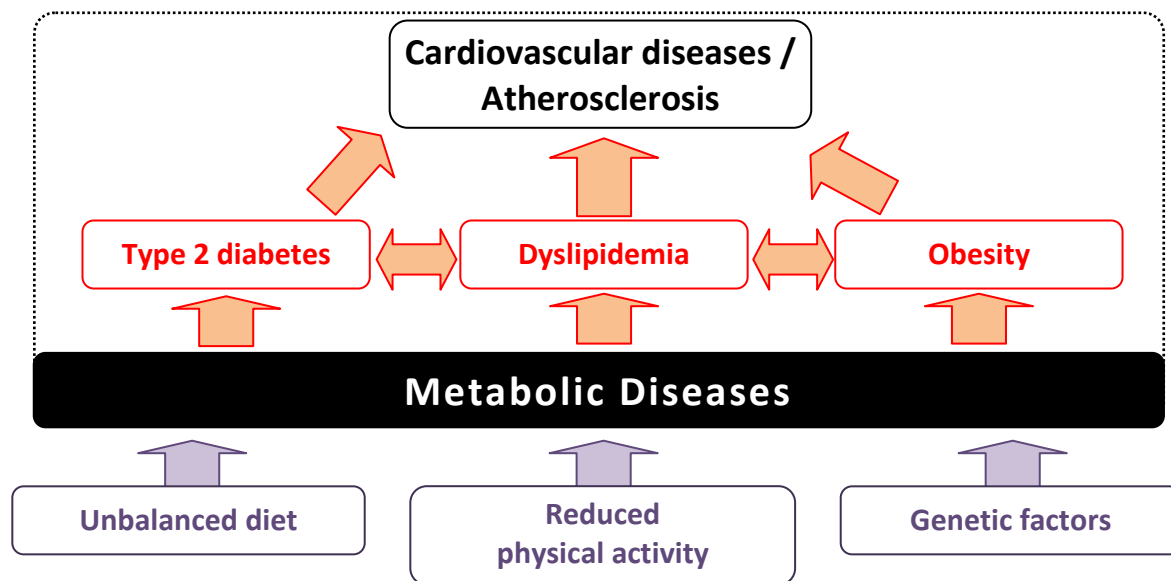 Cardiovascular diseases /
Atherosclerosis
Type 2 diabetes
Dyslipidemia
Obesity
Metabolic Diseases
Unbalanced diet
Reduced
physical activity
Genetic factors